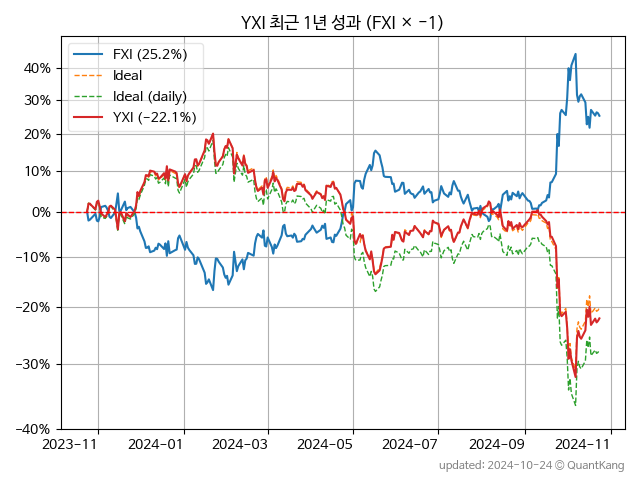 YXI 최근 1년 성과 (FXI × -1)
FXI (25.2%)
Ideal
Ideal (daily)
YXI (−22.1%)
40%
30%
20%
10%
0%
−10%
−20%
−30%
−40%
2023-11 2024-01 2024-03 2024-05 2024-07 2024-09 2024-11
updated: 2024-10-24 © QuantKang